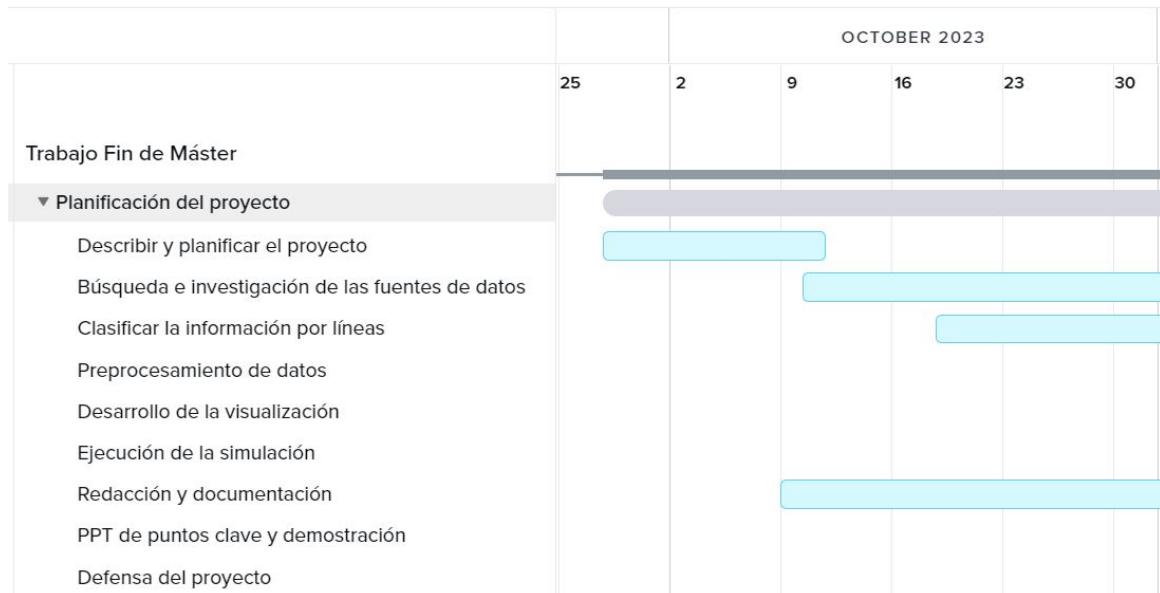 OCTOBER 2023
25 2 9 16 23 30
Trabajo Fin de Máster
Planificación del proyecto
Describir y planificar el proyecto
Búsqueda e investigación de las fuentes de datos
Clasificar la información por líneas
Preprocesamiento de datos
Desarrollo de la visualización
Ejecución de la simulación
Redacción y documentación
PPT de puntos clave y demostración
Defensa del proyecto